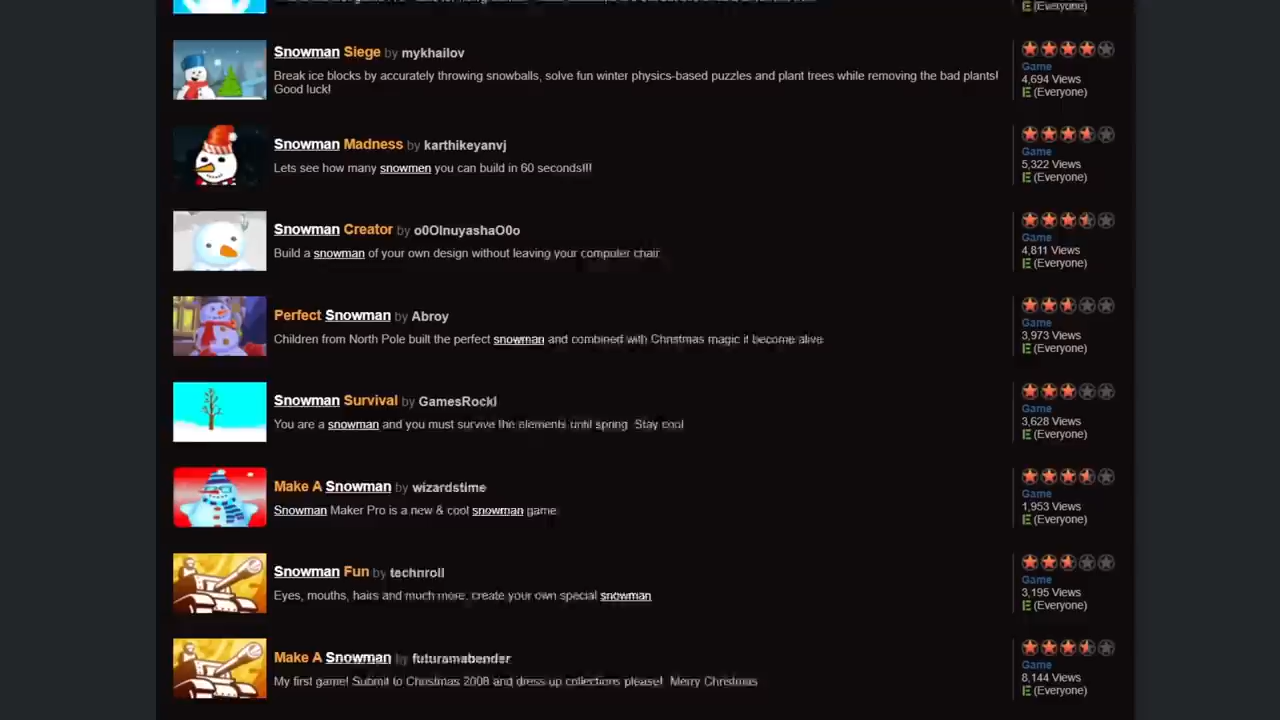 (Everyone)
Snowman Siege by mykhailov
Break ice blocks by accurately throwing snowballs, solve fun winter physics-based puzzles and plant trees while removing the bad plants!
Good luck!
Game
4,694 Views
E (Everyone)
Snowman Madness by karthikeyanvj
Lets see how many snowmen you can build in 60 seconds!!!
Game
5,322 Views
E (Everyone)
Snowman Creator by
Build a snowman of your own design without leaving your computer chair
Game
4,811 Views
E (Everyone)
Perfect Snowman by Abroy
Children from North Pole built the perfect snowman and combined with Christmas magic it become alive
Game
3,973 Views
E (Everyone)
Snowman Survival by
You are a snowman and you must survive the elements until spring Stay cool
Game
3,628 Views
E (Everyone)
Make A Snowman by wizardstime
Snowman Maker Pro is a new & cool snowman game
Game
1,953 Views
E (Everyone)
Snowman Fun by
Eyes, mouths, hairs and much more, create your own special snowman
Game
3,195 Views
E (Everyone)
Make A Snowman by futuramabender
My first game! Submit to Christmas 2008 and dress up collections please! Merry Christmas
Game
8,144 Views
E (Everyone)